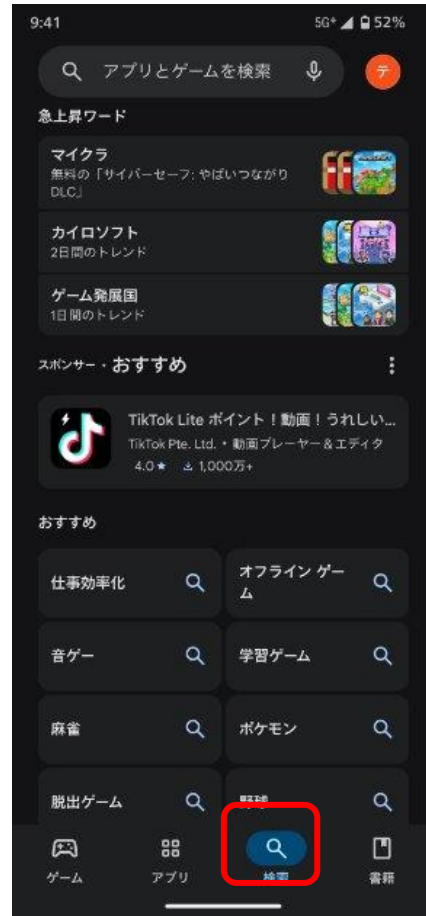 9:41 5G+ 52%
アプリとゲームを検索 テ
急上昇ワード
マイクラ
無料の「サイバーセーフ: やばいつながり
DLC」
カイロソフト
2日間のトレンド
ゲーム発展国
1日間のトレンド
スポンサー・おすすめ
TikTok Lite ポイント！動画！うれしい...
TikTok Pte. Ltd. • 動画プレーヤー＆エディタ
4.0★ 1,000万+
おすすめ
仕事効率化
オフライン ゲー
ム
音ゲー
学習ゲーム
麻雀
ポケモン
脱出ゲーム
野球
ゲーム アプリ 検索 書籍